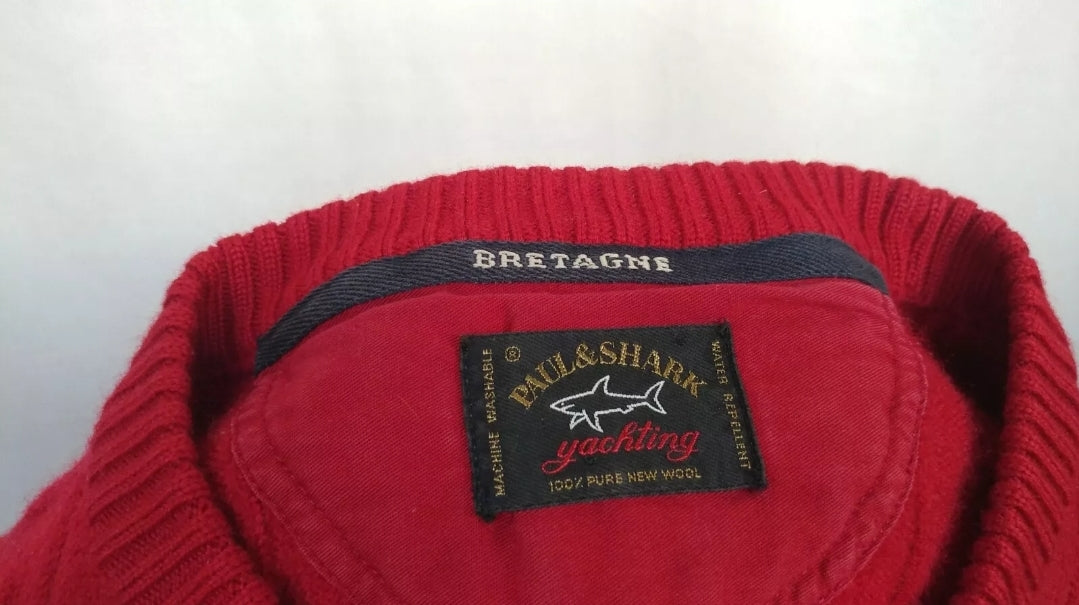 BRETAGNE
MACHINE WASHABLE
®
PAUL&SHARK
yachting
100% PURE NEW WOOL
WATER REPELLENT